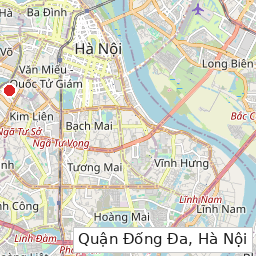 Ba Đình
Hà Nội
Võ
Văn Miếu
Quốc Tử Giám
Long Biên
Kim Liên
Bạch Mai
Ngã Tư Sở
Ngã Tư Vọng
Bắc C
Tương Mai
Vĩnh Hưng
Lĩnh Nam
Lĩnh Nam
Hoàng Mai
Linh Đàm
Quận Đống Đa, Hà Nội